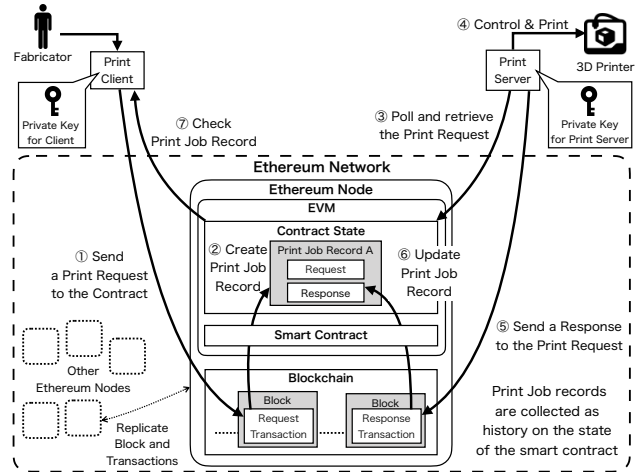 ④ Control & Print
Fabricator
Print
Client
Print
Server
3D Printer
Private Key
for Client
Private Key
for Print Server
⑦ Check
Print Job Record
③ Poll and retrieve
the Print Request
Ethereum Network
Ethereum Node
EVM
Contract State
① Send
a Print Request
to the Contract
② Create
Print Job
Record
Print Job Record A
Request
Response
⑥ Update
Print Job
Record
Smart Contract
⑤ Send a Response
to the Print Request
Other
Ethereum Nodes
Blockchain
Block
Request
Transaction
Block
Response
Transaction
Replicate
Block and
Transactions
Print Job records
are collected as
history on the state
of the smart contract